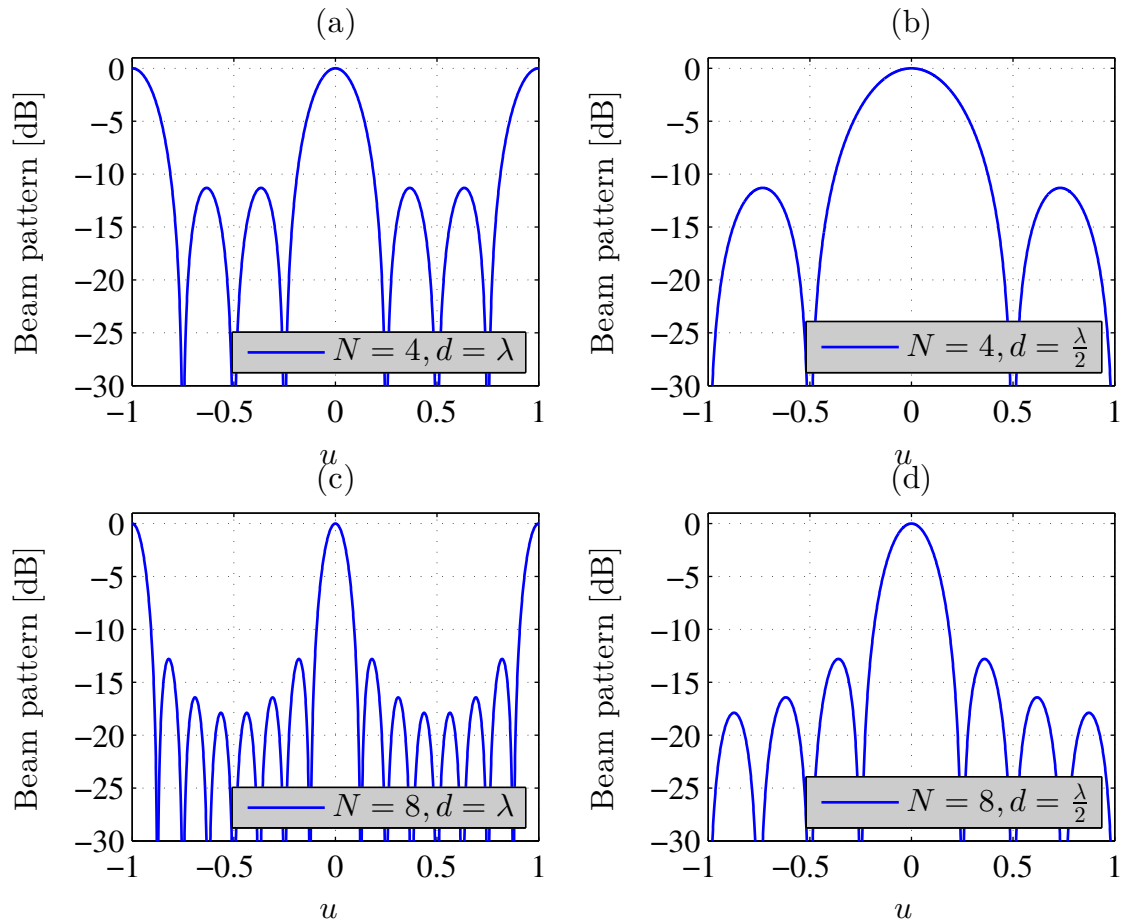 (a)
Beam pattern [dB]
0
−5
−10
−15
−20
−25
−30
N = 4, d = λ
−1 −0.5 0 0.5 1
u
(b)
Beam pattern [dB]
0
−5
−10
−15
−20
−25
−30
N = 4, d = λ/2
−1 −0.5 0 0.5 1
u
(c)
Beam pattern [dB]
0
−5
−10
−15
−20
−25
−30
N = 8, d = λ
−1 −0.5 0 0.5 1
u
(d)
Beam pattern [dB]
0
−5
−10
−15
−20
−25
−30
N = 8, d = λ/2
−1 −0.5 0 0.5 1
u